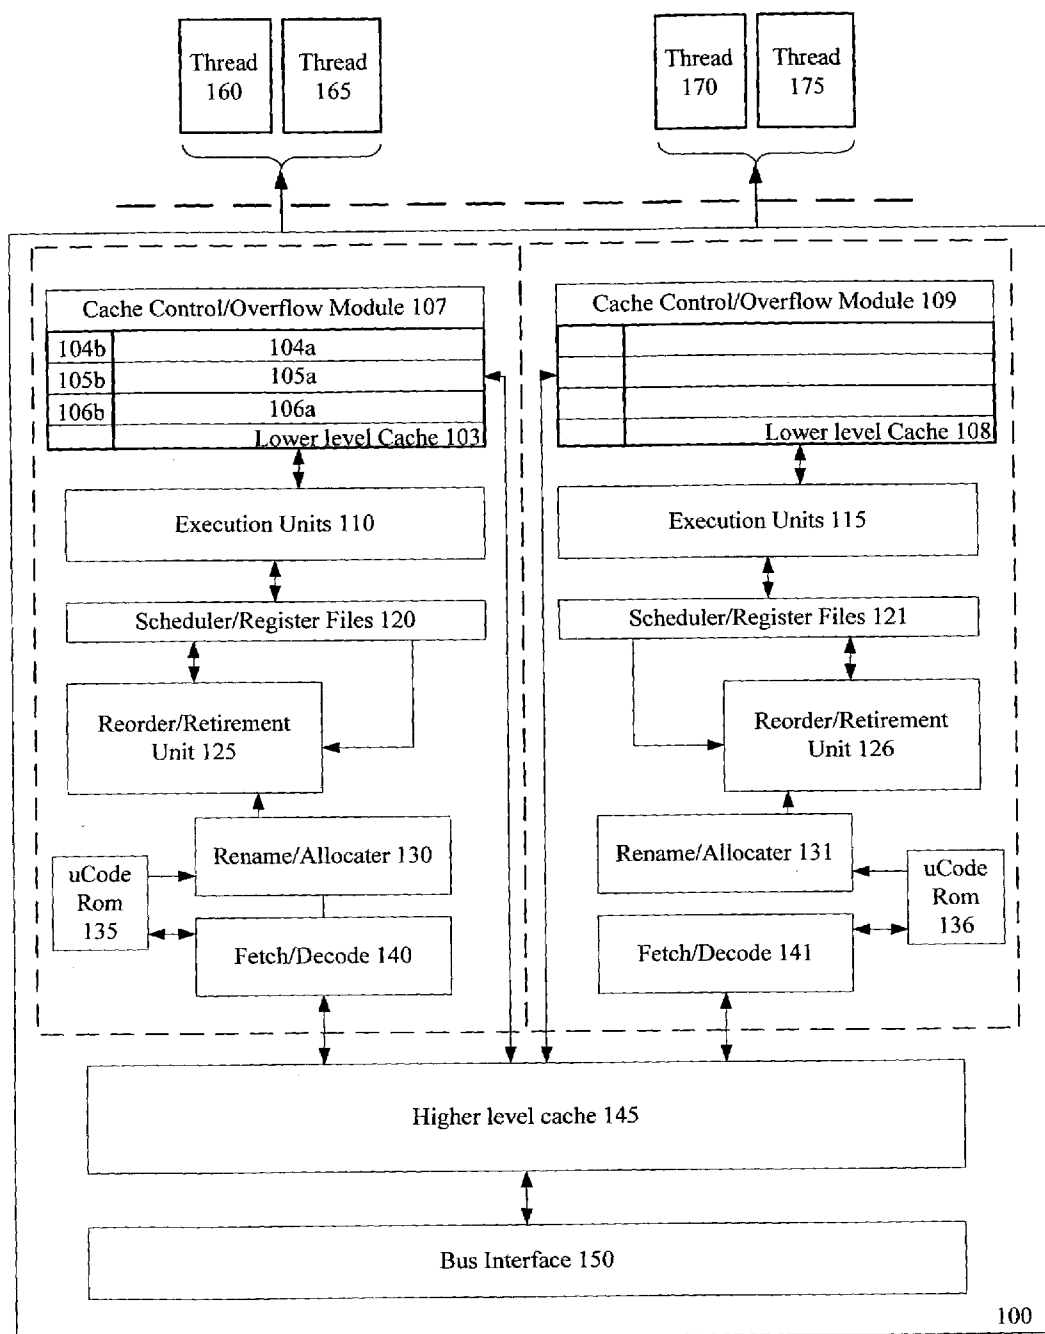 Thread
160
Thread
165
Thread
170
Thread
175
Cache Control/Overflow Module 107
104b
104a
105b
105a
106b
106a
Lower level Cache 103
Cache Control/Overflow Module 109
Lower level Cache 108
Execution Units 110
Execution Units 115
Scheduler/Register Files 120
Scheduler/Register Files 121
Reorder/Retirement
Unit 125
Reorder/Retirement
Unit 126
Rename/Allocater 130
Rename/Allocater 131
uCode
Rom
135
uCode
Rom
136
Fetch/Decode 140
Fetch/Decode 141
Higher level cache 145
Bus Interface 150
100